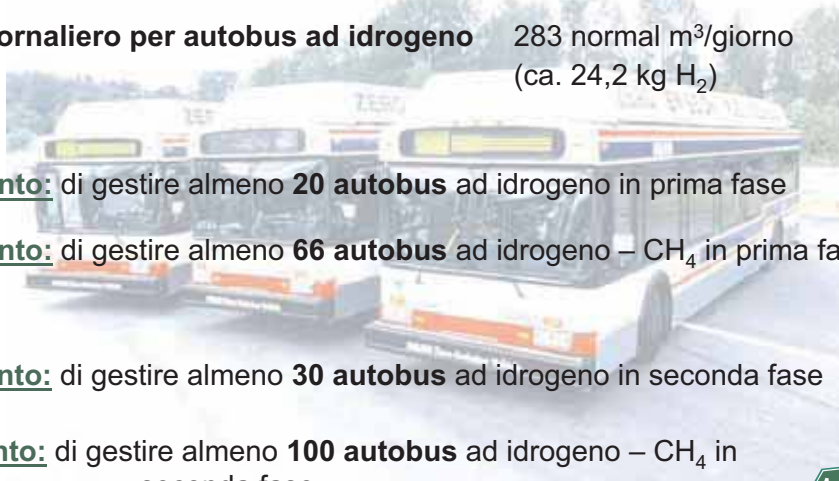 ornaliero per autobus ad idrogeno 283 normal m³/giorno
(ca. 24,2 kg H₂)
ZERO
nto: di gestire almeno 20 autobus ad idrogeno in prima fase
nto: di gestire almeno 66 autobus ad idrogeno – CH₄ in prima fa
nto: di gestire almeno 30 autobus ad idrogeno in seconda fase
nto: di gestire almeno 100 autobus ad idrogeno – CH₄ in
seconda fase